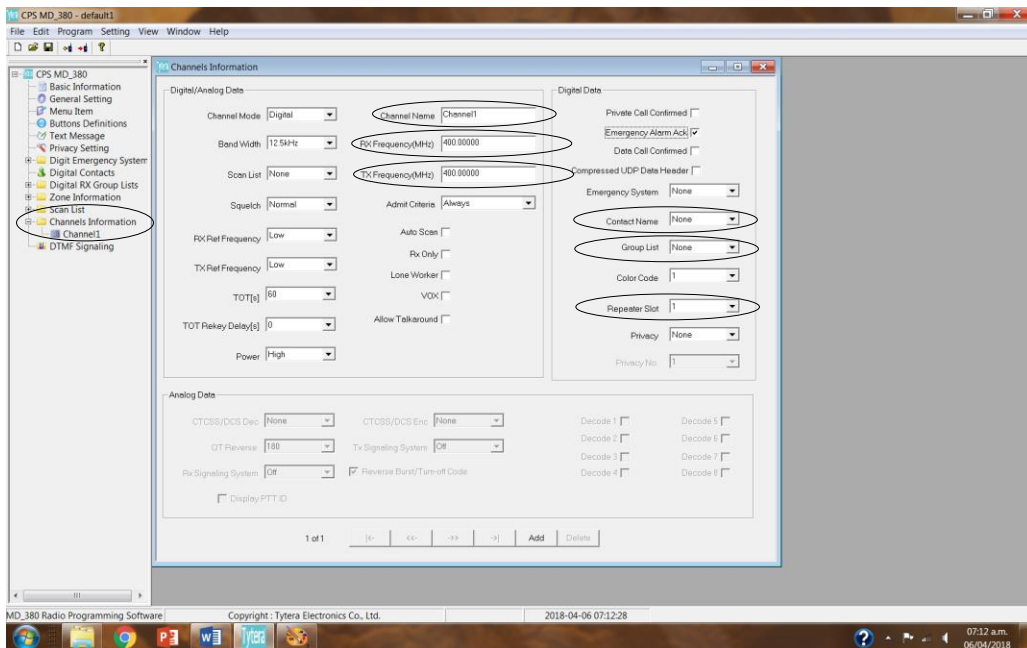 CPS MD_380 - default1
File Edit Program Setting View Window Help
CPS MD_380
Basic Information
General Setting
Menu Item
Buttons Definitions
Text Message
Privacy Setting
Digit Emergency System
Digital Contacts
Digital RX Group Lists
Zone Information
Scan List
Channels Information
Channel1
DTMF Signaling
Channels Information
Digital/Analog Data
Channel Mode Digital
Band Width 12.5kHz
Scan List None
Squelch Normal
RX Ref Frequency Low
TX Ref Frequency Low
TOT[s] 60
TOT Rekey Delay[s] 0
Power High
Channel Name Channel1
RX Frequency(MHz) 400.00000
TX Frequency(MHz) 400.00000
Admit Criteria Always
Auto Scan
Rx Only
Lone Worker
VOX
Allow Talkaround
Digital Data
Private Call Confirmed
Emergency Alarm Ack
Data Call Confirmed
Compressed UDP Data Header
Emergency System None
Contact Name None
Group List None
Color Code 1
Repeater Slot 1
Privacy None
Privacy No. 1
Analog Data
CTCSS/DCS Dec None
QT Reverse 180
Rx Signaling System Off
Display PTT ID
CTCSS/DCS Enc None
Tx Signaling System Off
Reverse Burst/Turn-off Code
Decode 1 Decode 5
Decode 2 Decode 6
Decode 3 Decode 7
Decode 4 Decode 8
1 of 1 |<- <<- ->> ->| Add Delete
MD_380 Radio Programming Software Copyright : Tytera Electronics Co., Ltd. 2018-04-06 07:12:28
Tytera
07:12 a.m.
06/04/2018